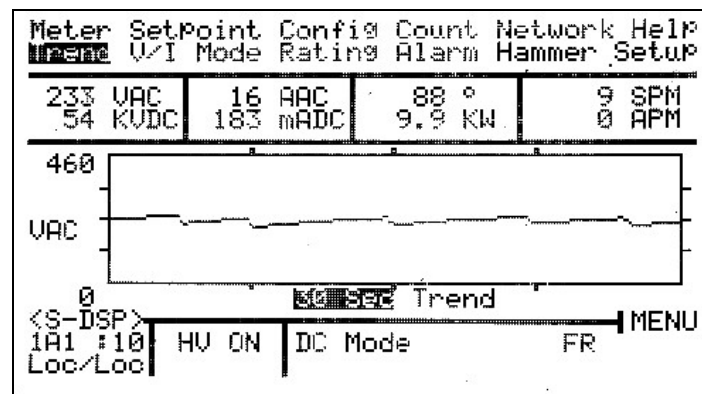 Meter SetPoint Config Count Network Help
Trend V/I Mode Rating Alarm Hammer Setup
233 VAC 16 AAC 88 ° 9 SPM
54 KVDC 183 mADC 9.9 KW 0 APM
460
VAC
0 30 Sec Trend
<S-DSP> MENU
1A1 :10 HV ON DC Mode FR
Loc/Loc